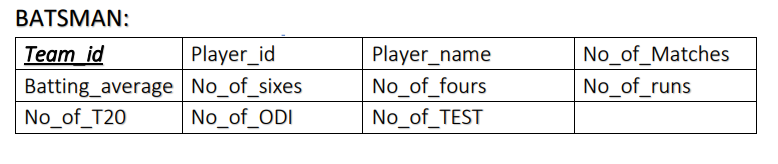 BATSMAN:
Team_id Player_id Player_name No_of_Matches
Batting_average No_of_sixes No_of_fours No_of_runs
No_of_T20 No_of_ODI No_of_TEST